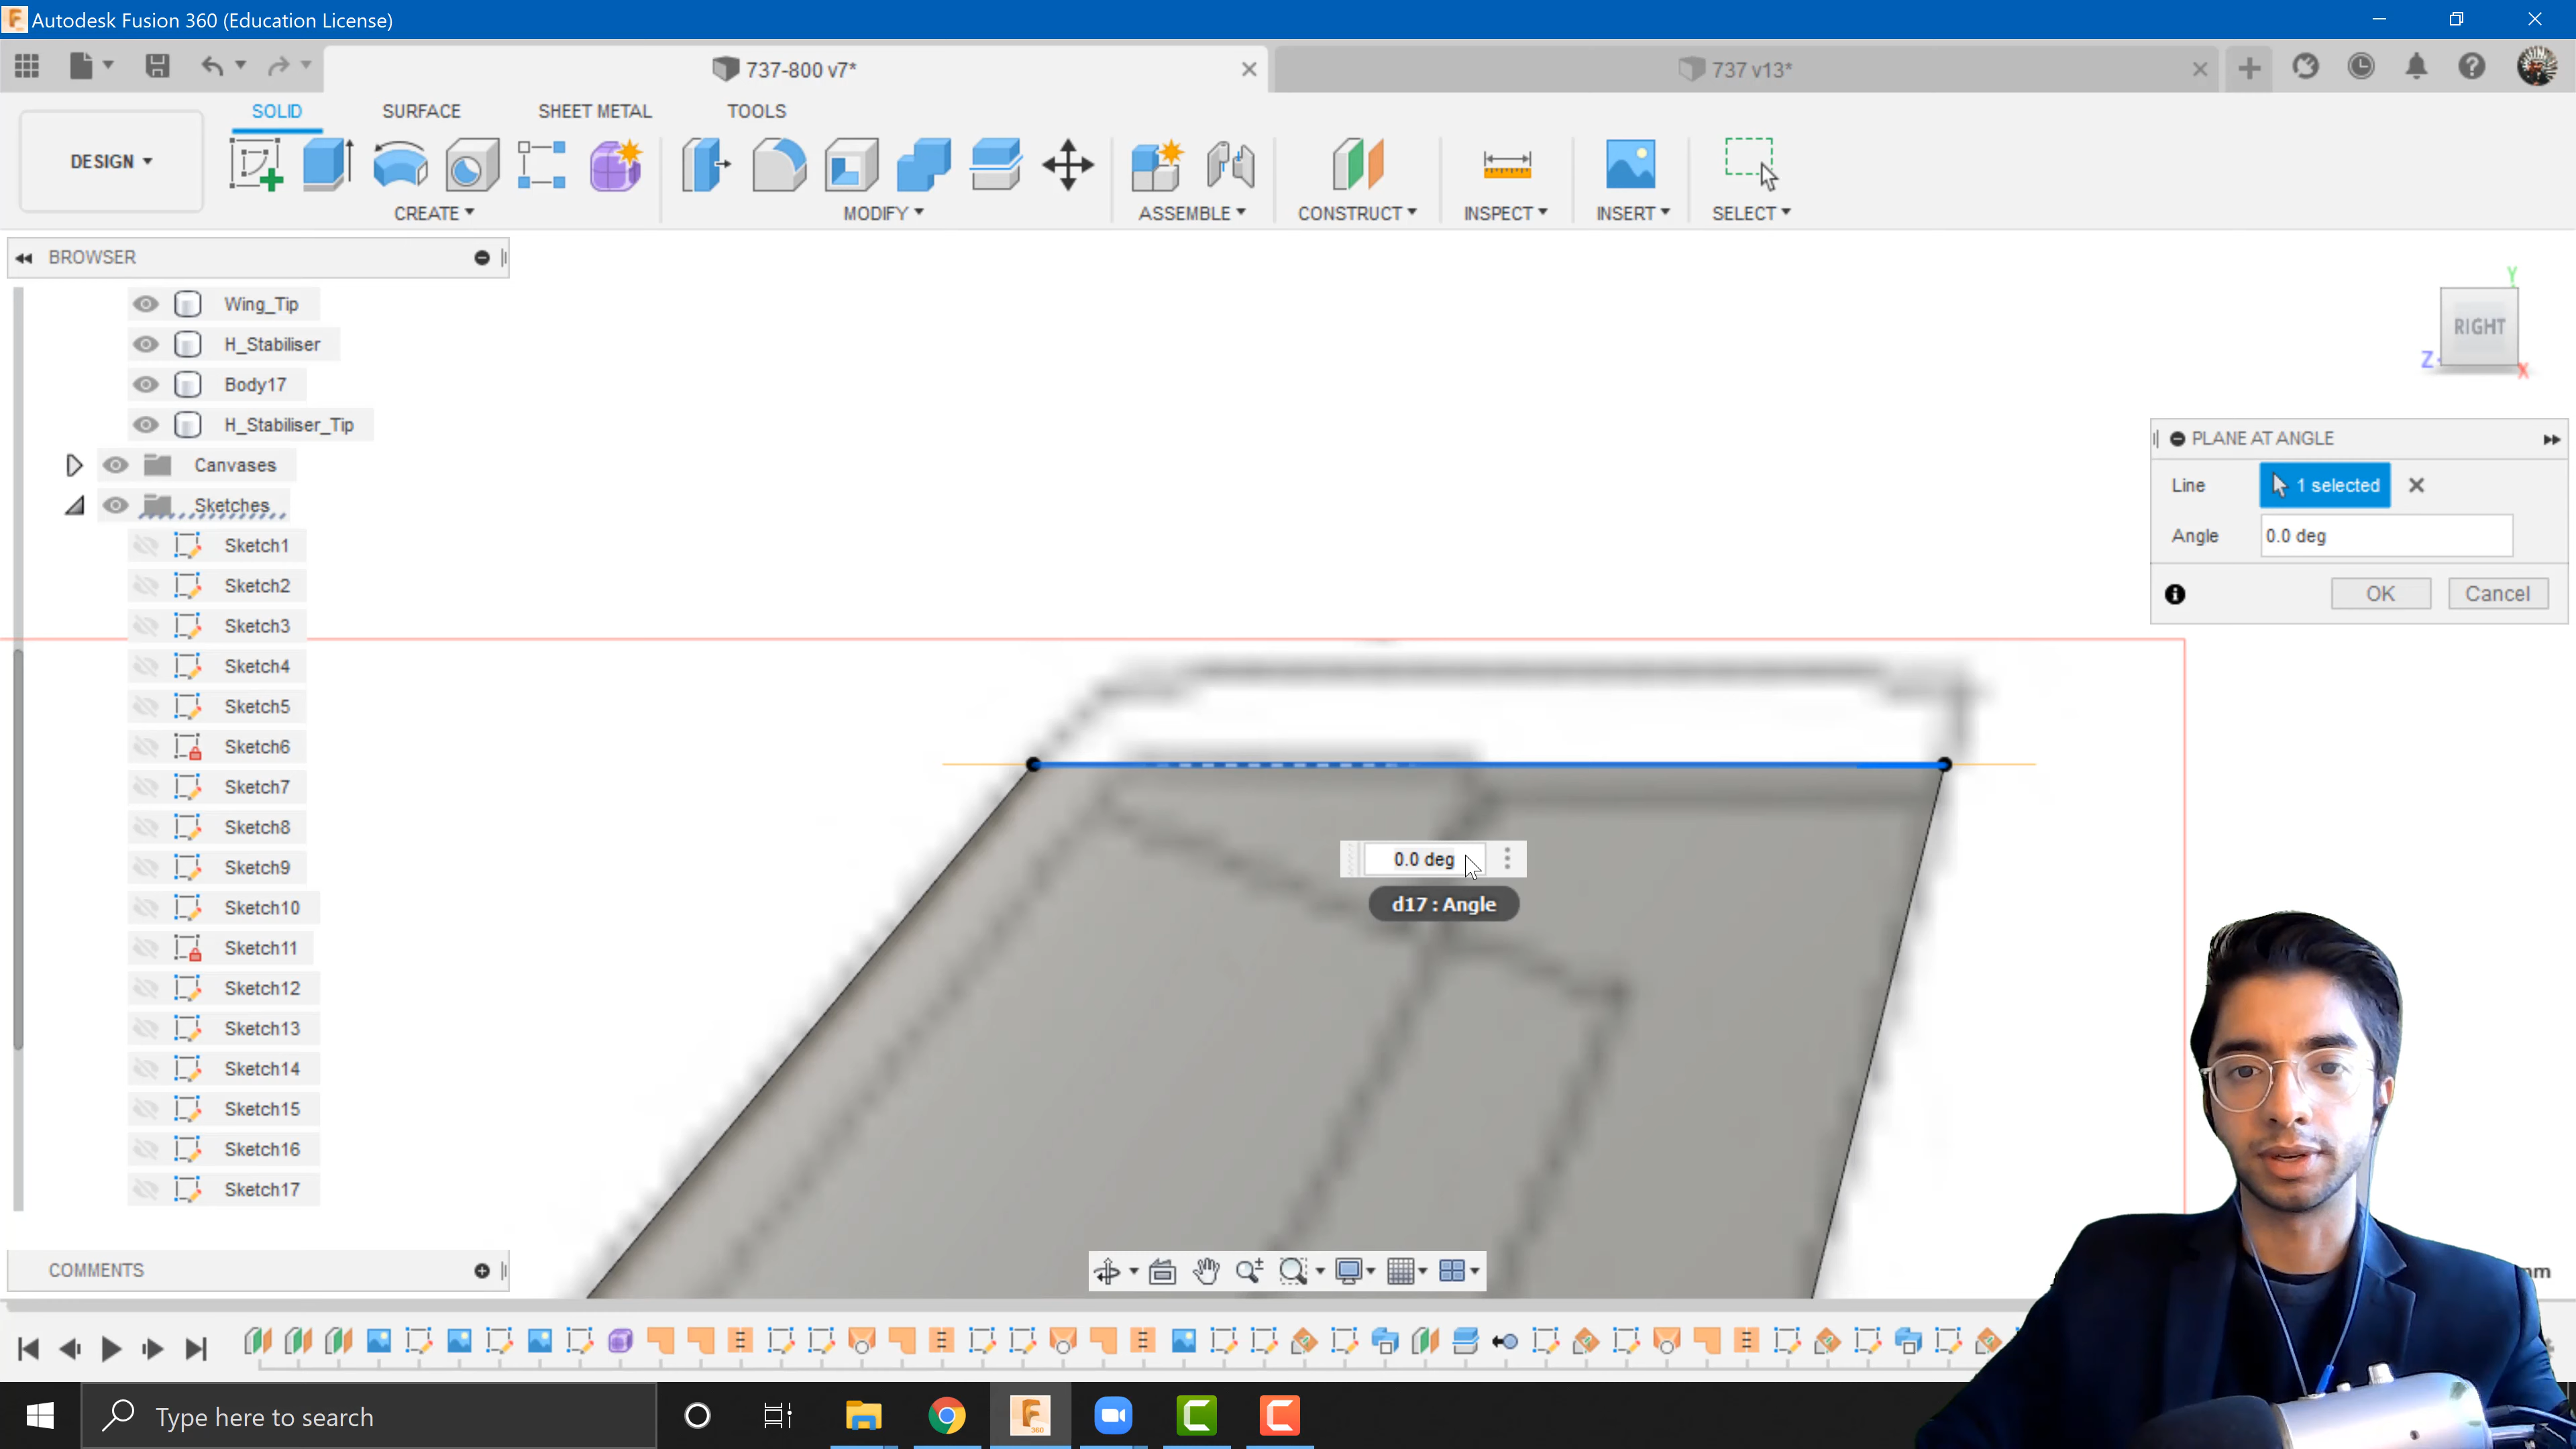 Autodesk Fusion 360 (Education License)
737-800 v7*
737 v13*
SOLID SURFACE SHEET METAL TOOLS
DESIGN
CREATE MODIFY ASSEMBLE CONSTRUCT INSPECT INSERT SELECT
BROWSER
Wing_Tip
H_Stabiliser
Body17
H_Stabiliser_Tip
Canvases
Sketches
Sketch1
Sketch2
Sketch3
Sketch4
Sketch5
Sketch6
Sketch7
Sketch8
Sketch9
Sketch10
Sketch11
Sketch12
Sketch13
Sketch14
Sketch15
Sketch16
Sketch17
COMMENTS
Y
RIGHT
Z
X
PLANE AT ANGLE
Line 1 selected
Angle 0.0 deg
OK Cancel
0.0 deg
d17 : Angle
Type here to search